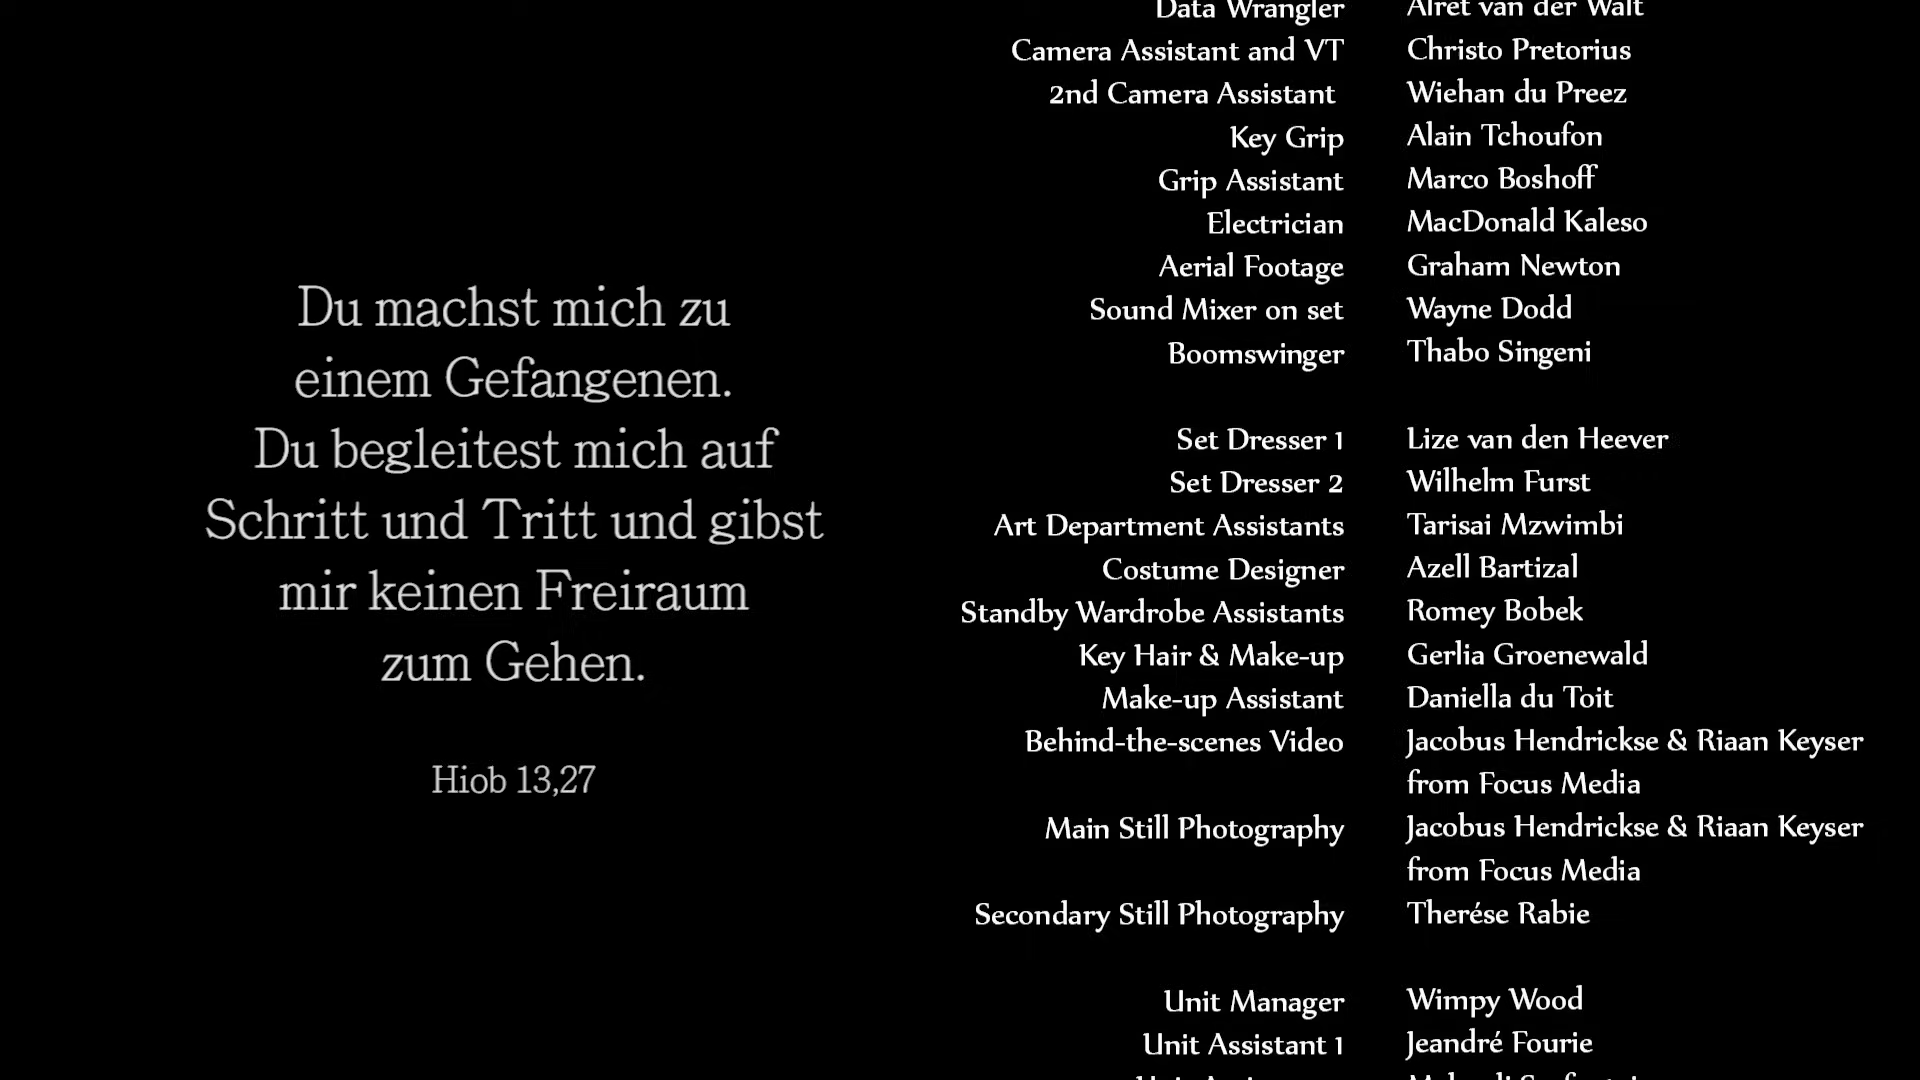 Du machst mich zu
einem Gefangenen.
Du begleitest mich auf
Schritt und Tritt und gibst
mir keinen Freiraum
zum Gehen.
Hiob 13,27
Data Wrangler Alret van der Walt
Camera Assistant and VT Christo Pretorius
2nd Camera Assistant Wiehan du Preez
Key Grip Alain Tchoufon
Grip Assistant Marco Boshoff
Electrician MacDonald Kaleso
Aerial Footage Graham Newton
Sound Mixer on set Wayne Dodd
Boomswinger Thabo Singeni
Set Dresser 1 Lize van den Heever
Set Dresser 2 Wilhelm Furst
Art Department Assistants Tarisai Mzwimbi
Costume Designer Azell Bartizal
Standby Wardrobe Assistants Romey Bobek
Key Hair & Make-up Gerlia Groenewald
Make-up Assistant Daniella du Toit
Behind-the-scenes Video Jacobus Hendrickse & Riaan Keyser
from Focus Media
Main Still Photography Jacobus Hendrickse & Riaan Keyser
from Focus Media
Secondary Still Photography Therése Rabie
Unit Manager Wimpy Wood
Unit Assistant 1 Jeandré Fourie